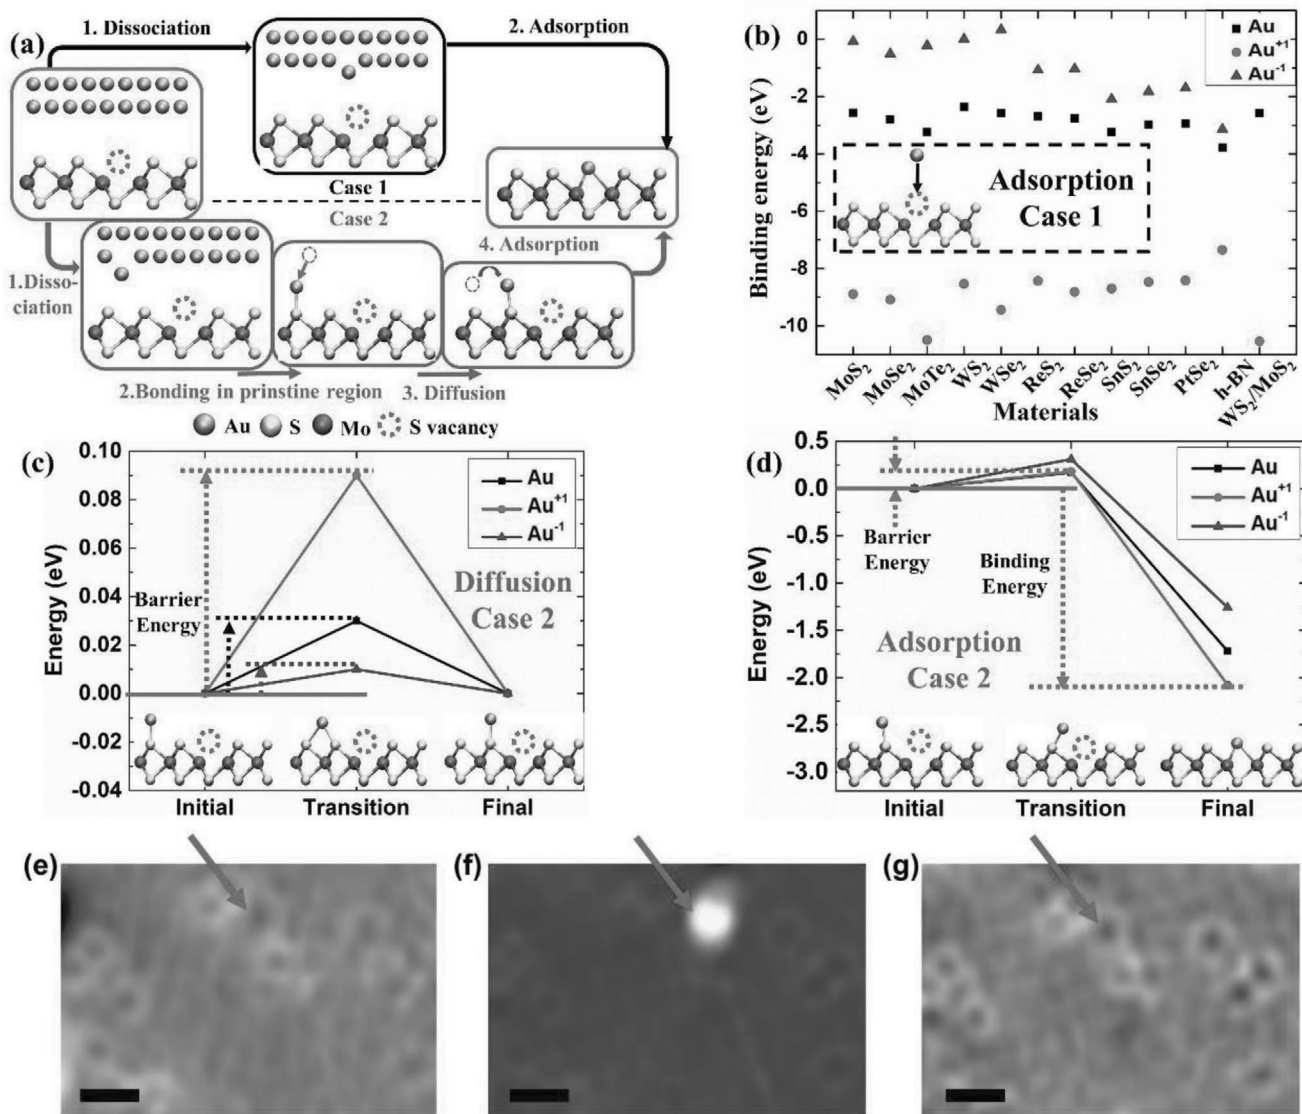 (a)
1. Dissociation
2. Adsorption
Case 1
Case 2
1.Disso-
ciation
4. Adsorption
2.Bonding in prinstine region
3. Diffusion
Au S Mo S vacancy
(b)
Binding energy (eV)
0
-2
-4
-6
-8
-10
Au
Au+1
Au-1
Adsorption
Case 1
MoS2
MoSe2
MoTe2
WS2
WSe2
ReS2
ReSe2
SnS2
SnSe2
PtSe2
h-BN
WS2/MoS2
Materials
(c)
Energy (eV)
0.10
0.08
0.06
0.04
0.02
0.00
-0.02
-0.04
Au
Au+1
Au-1
Barrier
Energy
Diffusion
Case 2
Initial Transition Final
(d)
Energy (eV)
0.5
0.0
-0.5
-1.0
-1.5
-2.0
-2.5
-3.0
Au
Au+1
Au-1
Barrier
Energy
Binding
Energy
Adsorption
Case 2
Initial Transition Final
(e)
(f)
(g)